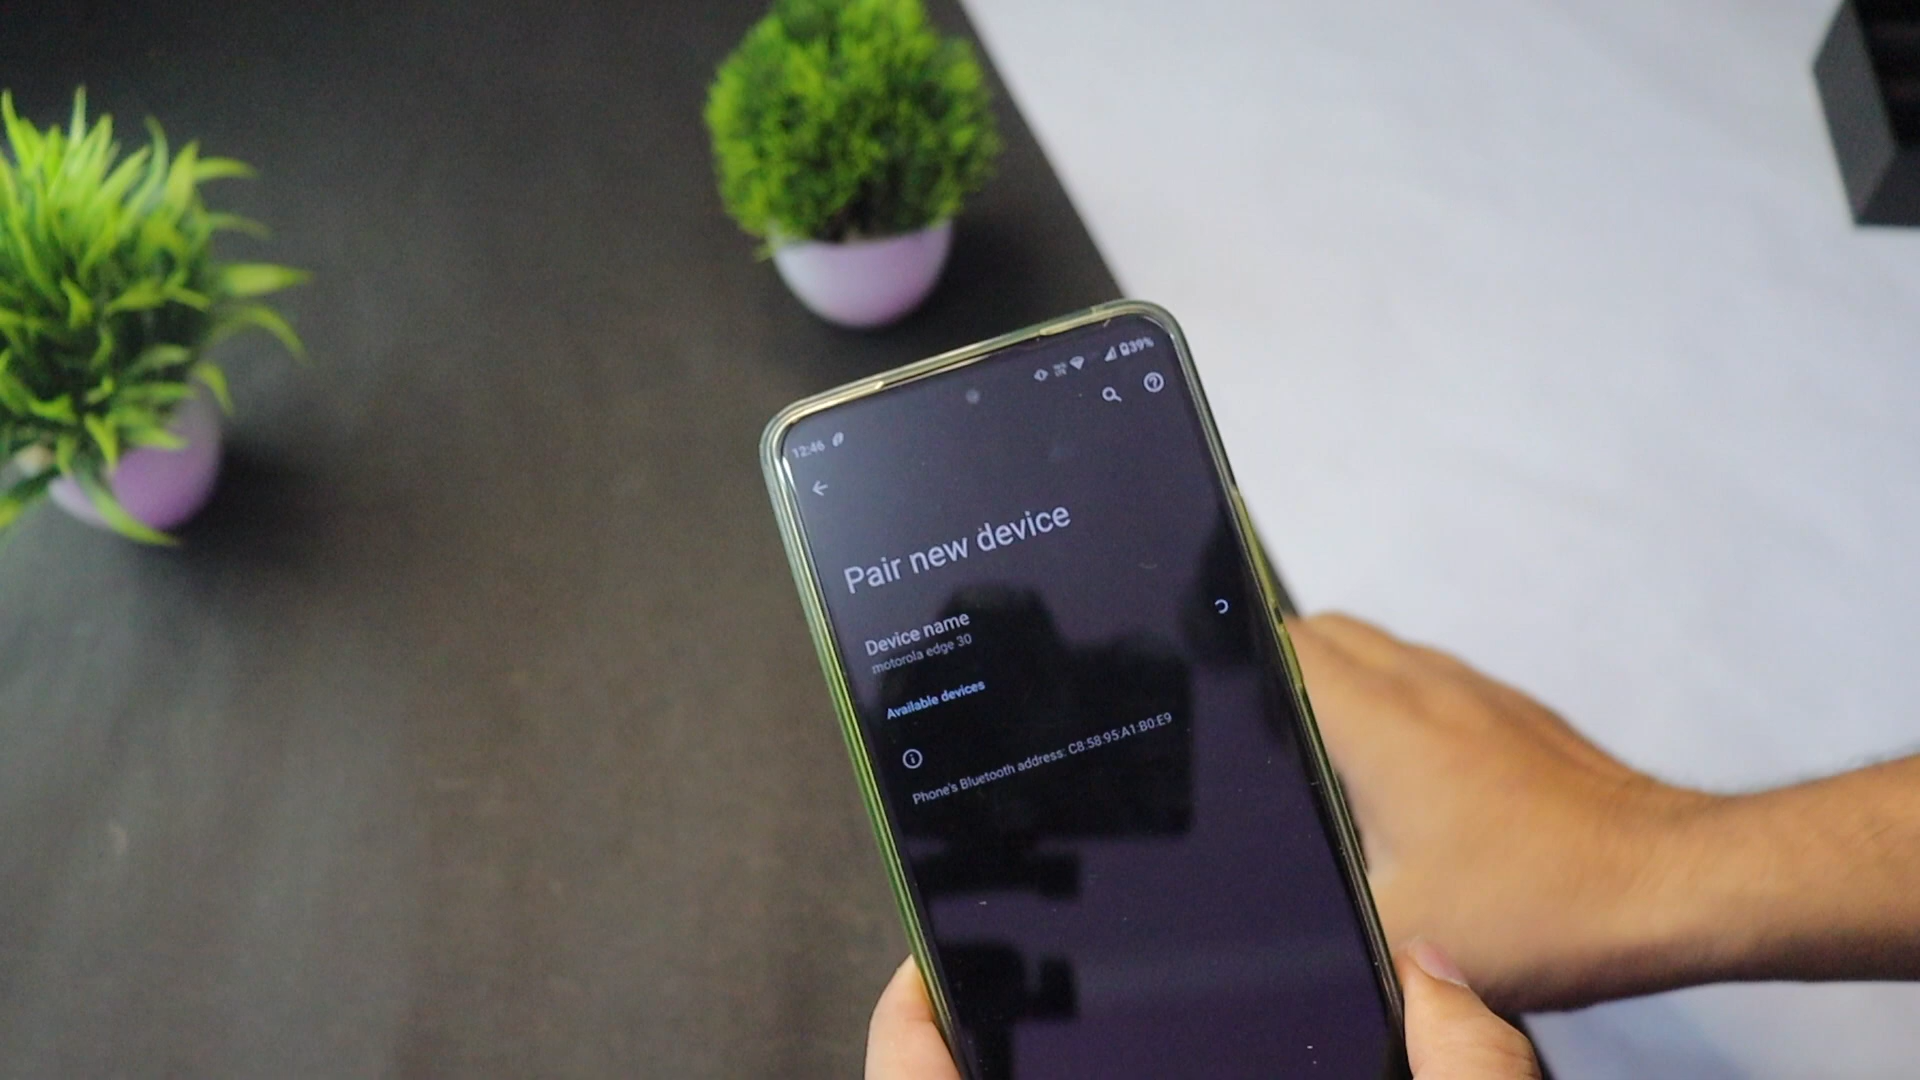 12:46
39%
Pair new device
Device name
motorola edge 30
Available devices
Phone's Bluetooth address: C8:58:95:A1:B0:E9